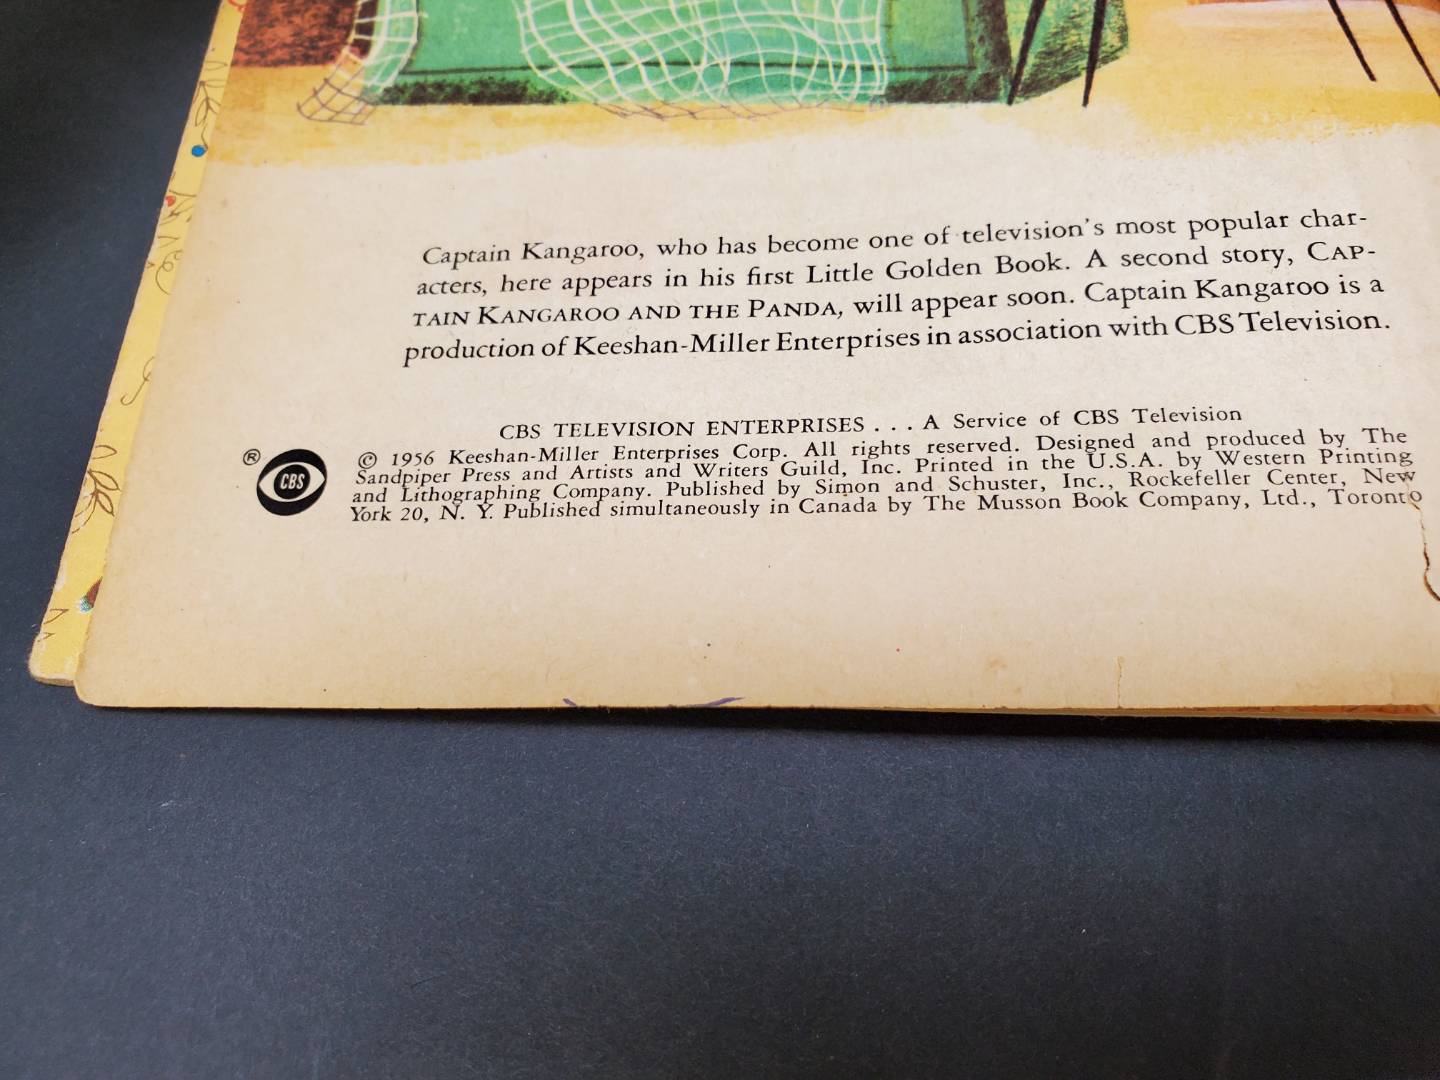 Captain Kangaroo, who has become one of television's most popular char-
acters, here appears in his first Little Golden Book. A second story, CAP-
TAIN KANGAROO AND THE PANDA, will appear soon. Captain Kangaroo is a
production of Keeshan-Miller Enterprises in association with CBS Television.
CBS TELEVISION ENTERPRISES . . . A Service of CBS Television
® CBS
© 1956 Keeshan-Miller Enterprises Corp. All rights reserved. Designed and produced by The
Sandpiper Press and Artists and Writers Guild, Inc. Printed in the U.S.A. by Western Printing
and Lithographing Company. Published by Simon and Schuster, Inc., Rockefeller Center, New
York 20, N. Y. Published simultaneously in Canada by The Musson Book Company, Ltd., Toronto